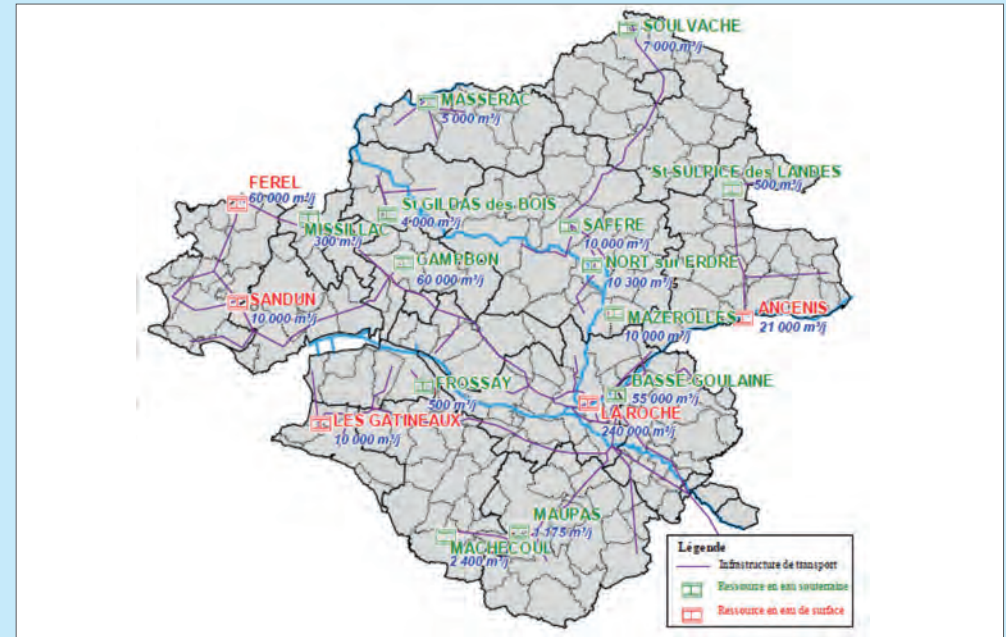 SOULVACHE
7 000 m³/j
MASSERAC
5 000 m³/j
St SULPICE des LANDES
500 m³/j
FEREL
60 000 m³/j
MISSILLAC
300 m³/j
St GILDAS des BOIS
4 000 m³/j
SAFFRE
10 000 m³/j
CAMPBON
60 000 m³/j
NORT sur ERDRE
10 300 m³/j
SANDUN
10 000 m³/j
MAZEROLLES
10 000 m³/j
ANCENIS
21 000 m³/j
FROSSAY
500 m³/j
BASSE GOULAINE
55 000 m³/j
LA ROCHE
240 000 m³/j
LES GATINEAUX
10 000 m³/j
MAUPAS
1 175 m³/j
MACHECOUL
2 400 m³/j
Légende
Infrastructure de transport
Ressource en eau souterraine
Ressource en eau de surface